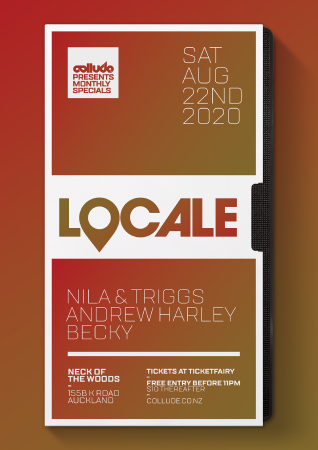 colludo
PRESENTS
MONTHLY
SPECIALS
SAT
AUG
22ND
2020
LOCALE
NILA & TRIGGS
ANDREW HARLEY
BECKY
NECK OF
THE WOODS
155B K ROAD
AUCKLAND
TICKETS AT TICKETFAIRY
FREE ENTRY BEFORE 11PM
$10 THEREAFTER
COLLUDE.CO.NZ